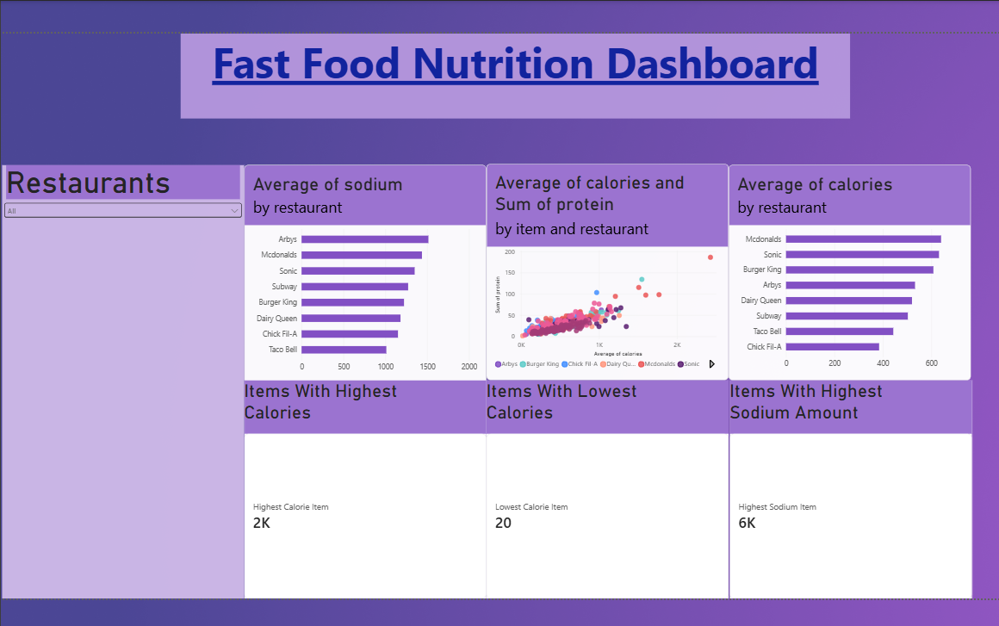 Fast Food Nutrition Dashboard
Restaurants
All
Average of sodium
by restaurant
Arbys
Mcdonalds
Sonic
Subway
Burger King
Dairy Queen
Chick Fil-A
Taco Bell
0 500 1000 1500 2000
Average of calories and
Sum of protein
by item and restaurant
Sum of protein
200
150
100
50
0
0K 1K 2K
Average of calories
Arbys Burger King Chick Fil-A Dairy Qu... Mcdonalds Sonic
Average of calories
by restaurant
Mcdonalds
Sonic
Burger King
Arbys
Dairy Queen
Subway
Taco Bell
Chick Fil-A
0 200 400 600
Items With Highest
Calories
Highest Calorie Item
2K
Items With Lowest
Calories
Lowest Calorie Item
20
Items With Highest
Sodium Amount
Highest Sodium Item
6K